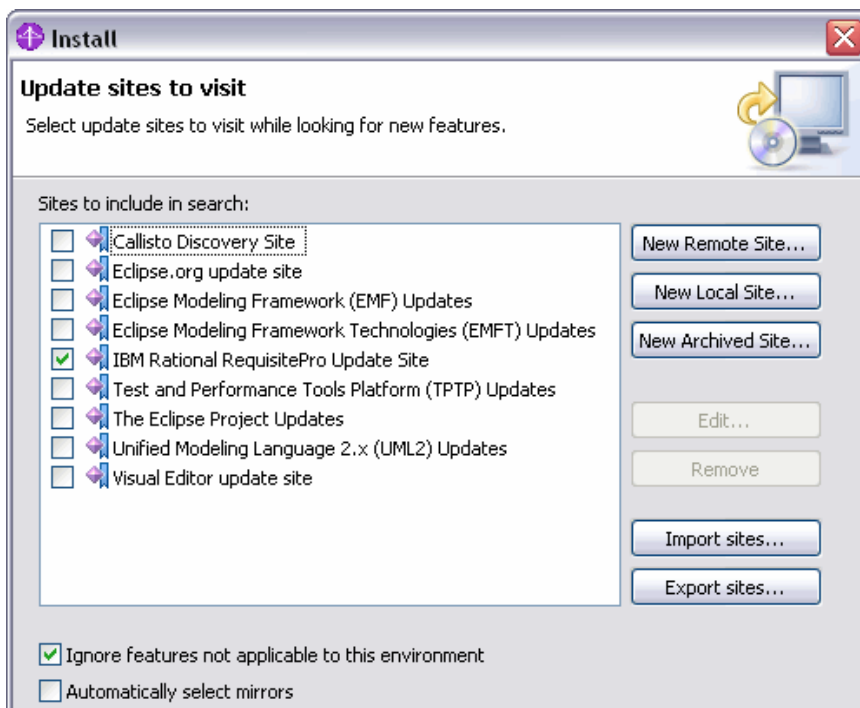 Install
Update sites to visit
Select update sites to visit while looking for new features.
Sites to include in search:
Callisto Discovery Site
Eclipse.org update site
Eclipse Modeling Framework (EMF) Updates
Eclipse Modeling Framework Technologies (EMFT) Updates
IBM Rational RequisitePro Update Site
Test and Performance Tools Platform (TPTP) Updates
The Eclipse Project Updates
Unified Modeling Language 2.x (UML2) Updates
Visual Editor update site
New Remote Site...
New Local Site...
New Archived Site...
Edit...
Remove
Import sites...
Export sites...
Ignore features not applicable to this environment
Automatically select mirrors